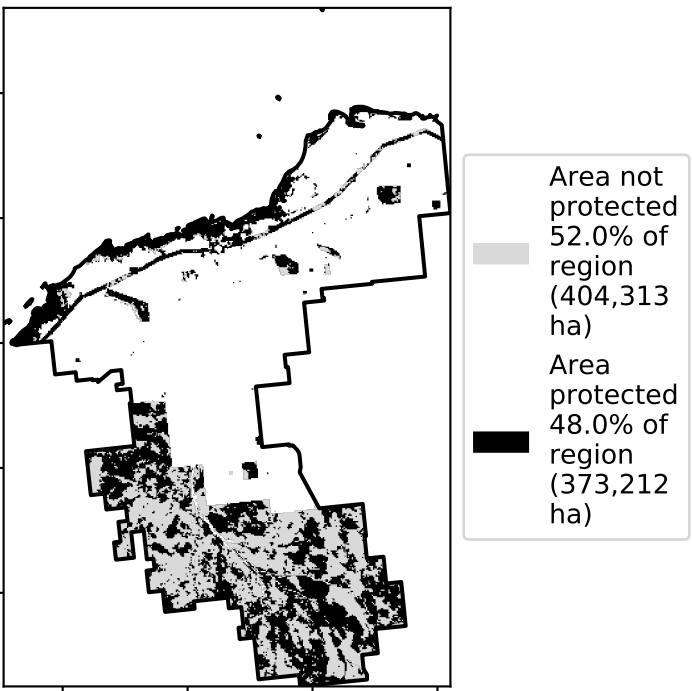 Area not
protected
52.0% of
region
(404,313
ha)
Area
protected
48.0% of
region
(373,212
ha)